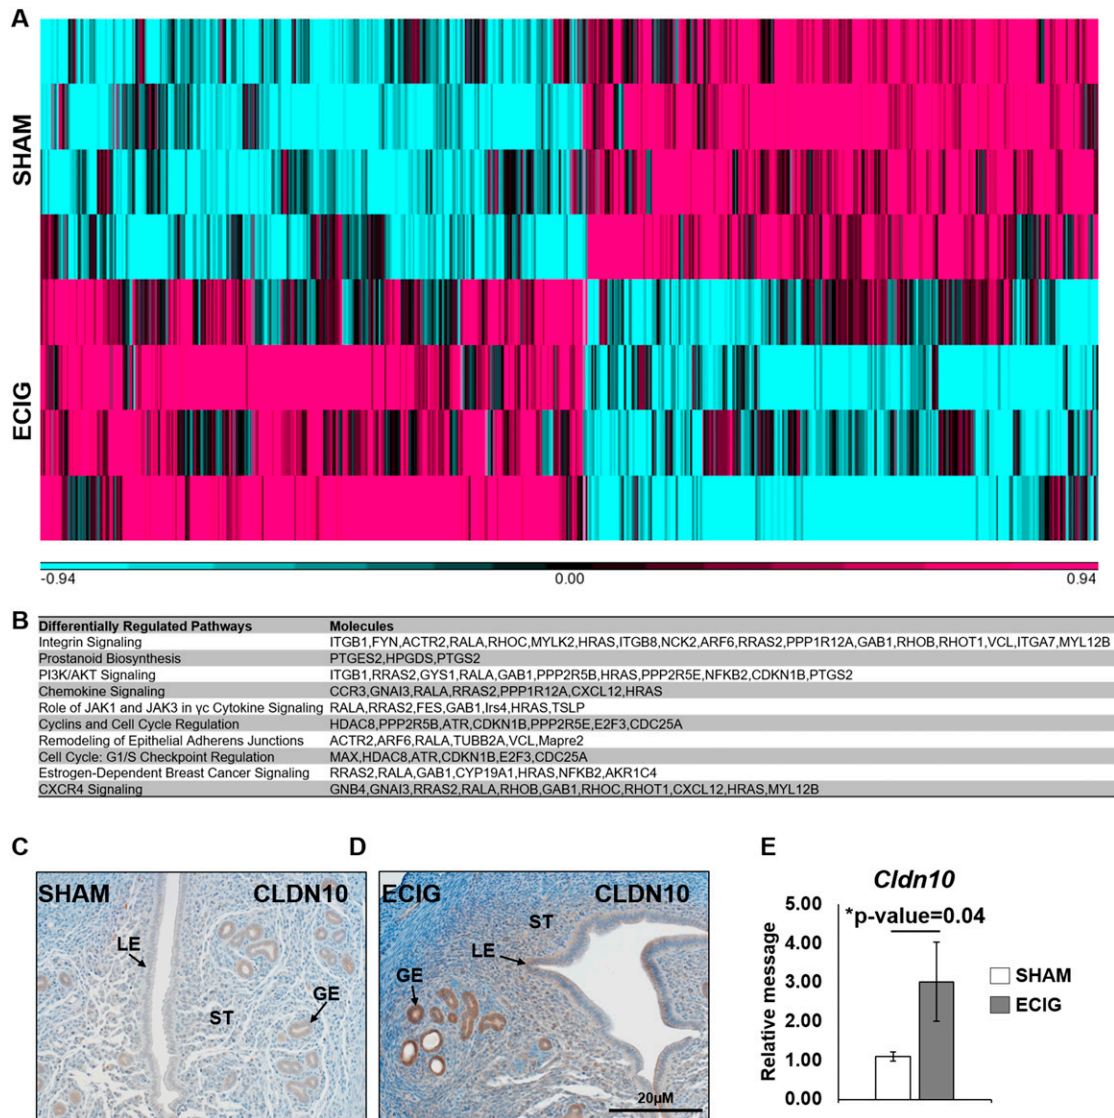 A
SHAM
ECIG
-0.94 0.00 0.94
B
Differentially Regulated Pathways Molecules
Integrin Signaling ITGB1,FYN,ACTR2,RALA,RHOC,MYLK2,HRAS,ITGB8,NCK2,ARF6,RRAS2,PPP1R12A,GAB1,RHOB,RHOT1,VCL,ITGA7,MYL12B
Prostanoid Biosynthesis PTGES2,HPGDS,PTGS2
PI3K/AKT Signaling ITGB1,RRAS2,GYS1,RALA,GAB1,PPP2R5B,HRAS,PPP2R5E,NFKB2,CDKN1B,PTGS2
Chemokine Signaling CCR3,GNAI3,RALA,RRAS2,PPP1R12A,CXCL12,HRAS
Role of JAK1 and JAK3 in γc Cytokine Signaling RALA,RRAS2,FES,GAB1,Irs4,HRAS,TSLP
Cyclins and Cell Cycle Regulation HDAC8,PPP2R5B,ATR,CDKN1B,PPP2R5E,E2F3,CDC25A
Remodeling of Epithelial Adherens Junctions ACTR2,ARF6,RALA,TUBB2A,VCL,Mapre2
Cell Cycle: G1/S Checkpoint Regulation MAX,HDAC8,ATR,CDKN1B,E2F3,CDC25A
Estrogen-Dependent Breast Cancer Signaling RRAS2,RALA,GAB1,CYP19A1,HRAS,NFKB2,AKR1C4
CXCR4 Signaling GNB4,GNAI3,RRAS2,RALA,RHOB,GAB1,RHOC,RHOT1,CXCL12,HRAS,MYL12B
C
SHAM CLDN10
LE
GE
ST
D
ECIG CLDN10
ST
LE
GE
20µM
E
Cldn10
*p-value=0.04
Relative message
5.00
4.00
3.00
2.00
1.00
0.00
SHAM
ECIG